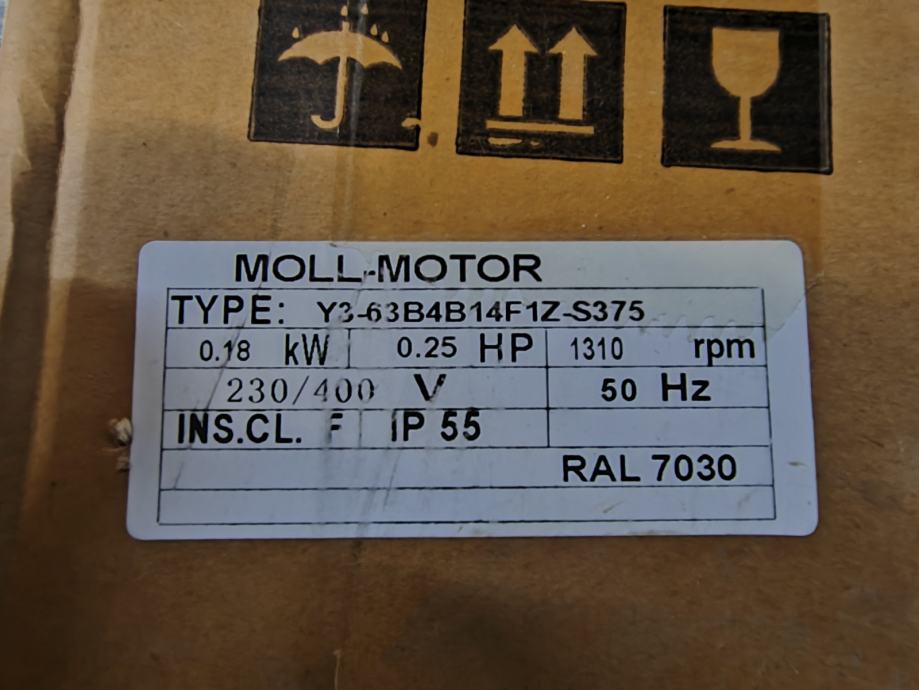 MOLL-MOTOR
TYPE: Y3-63B4B14F1Z-S375
0.18 kW 0.25 HP 1310 rpm
230/400 V 50 Hz
INS.CL. F IP 55
RAL 7030